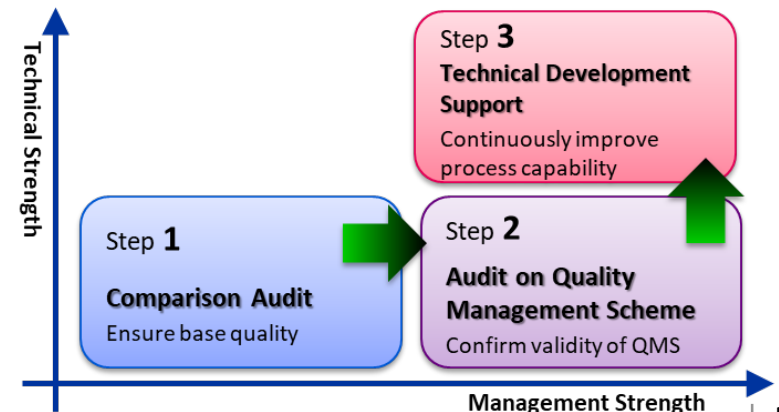 Technical Strength
Step 1
Comparison Audit
Ensure base quality
Step 2
Audit on Quality
Management Scheme
Confirm validity of QMS
Step 3
Technical Development
Support
Continuously improve
process capability
Management Strength